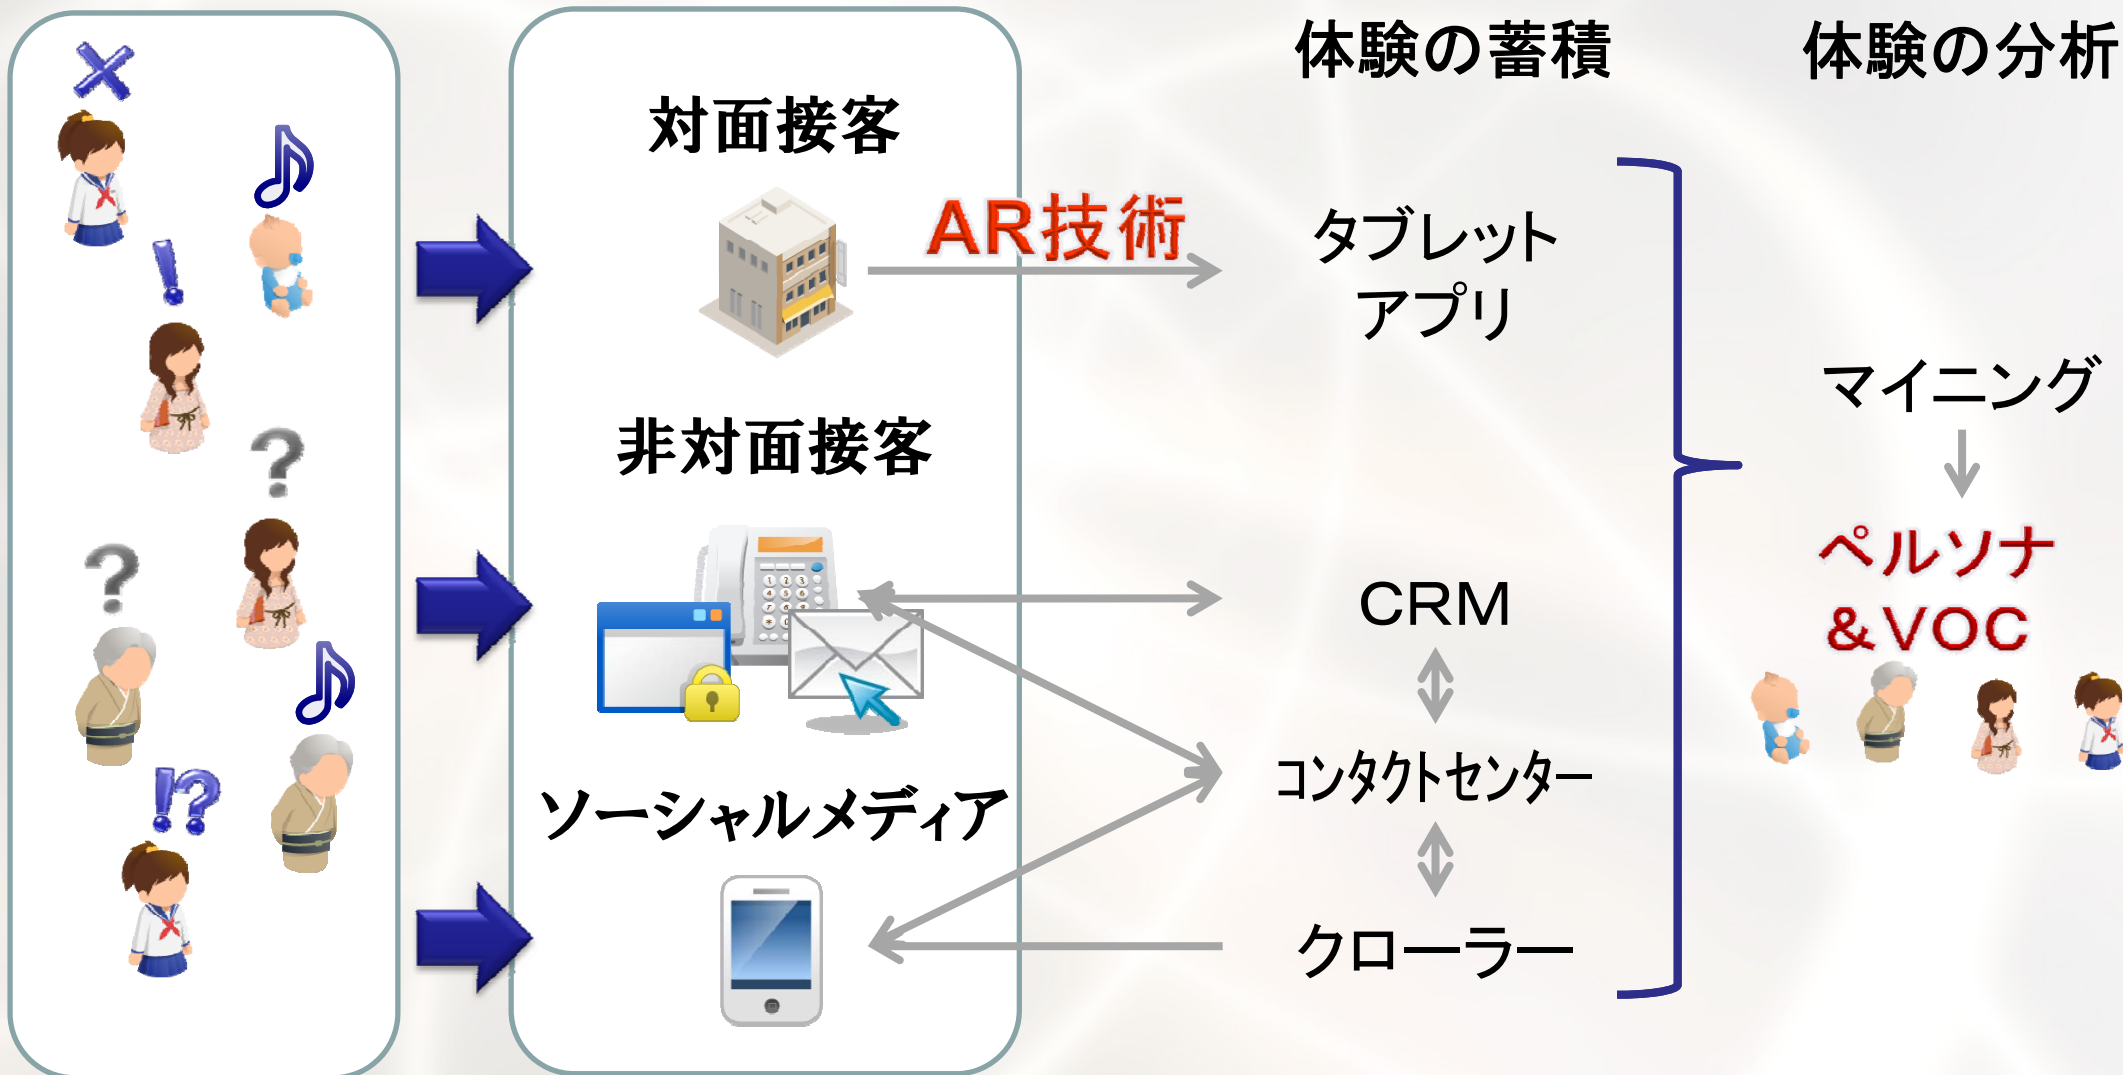 体験の蓄積
体験の分析
対面接客
AR技術
タブレット
アプリ
マイニング
非対面接客
ペルソナ
&VOC
CRM
コンタクトセンター
ソーシャルメディア
クローラー